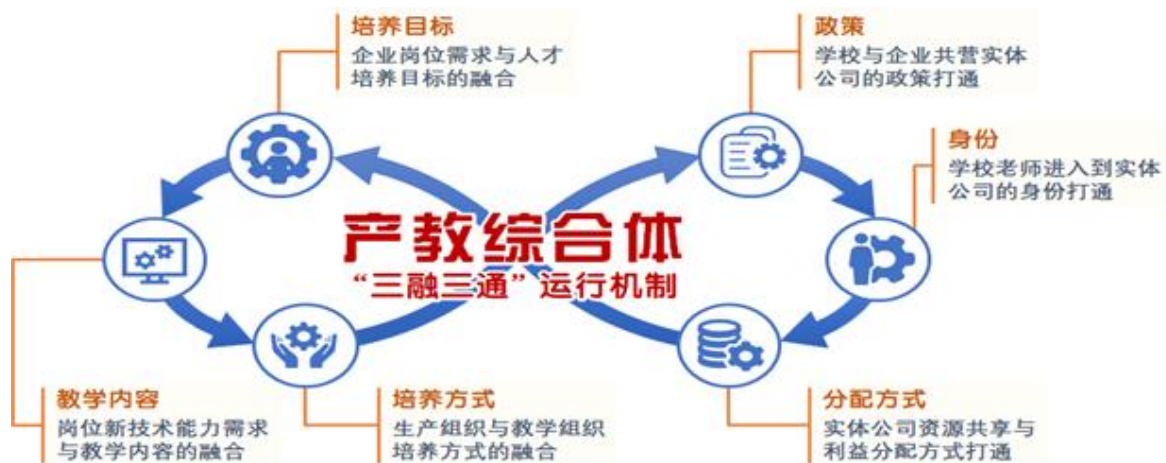 培养目标
企业岗位需求与人才
培养目标的融合
政策
学校与企业共营实体
公司的政策打通
身份
学校老师进入到实体
公司的身份打通
产教综合体
“三融三通”运行机制
教学内容
岗位新技术能力需求
与教学内容的融合
培养方式
生产组织与教学组织
培养方式的融合
分配方式
实体公司资源共享与
利益分配方式打通